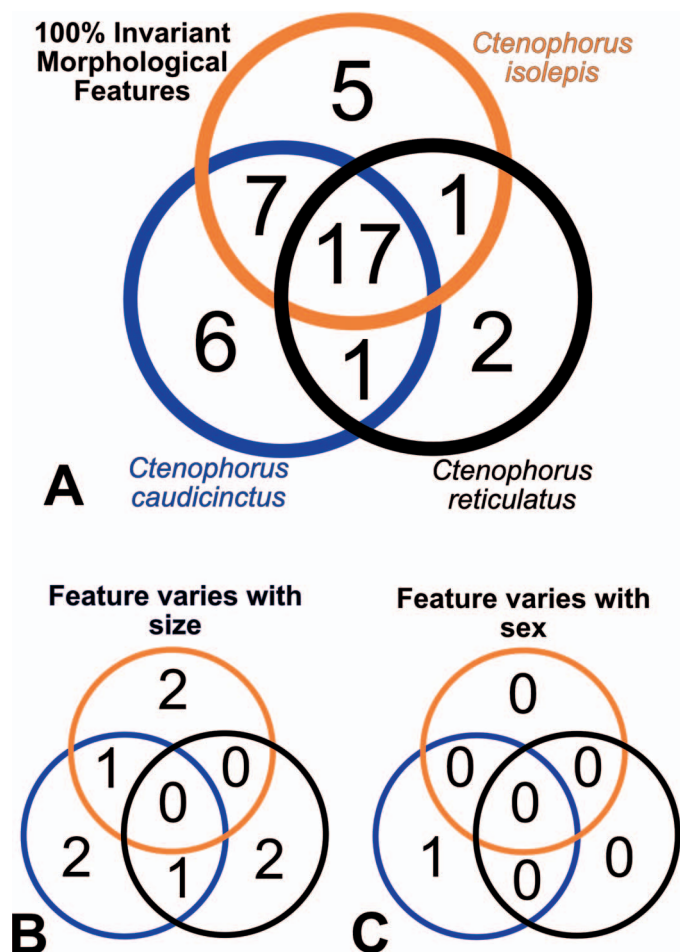 100% Invariant
Morphological
Features
Ctenophorus
isolepis
5
7
1
17
6
1
2
Ctenophorus
caudicinctus
Ctenophorus
reticulatus
A
Feature varies with
size
2
1
0
0
2
1
2
B
Feature varies with
sex
0
0
0
0
1
0
0
C